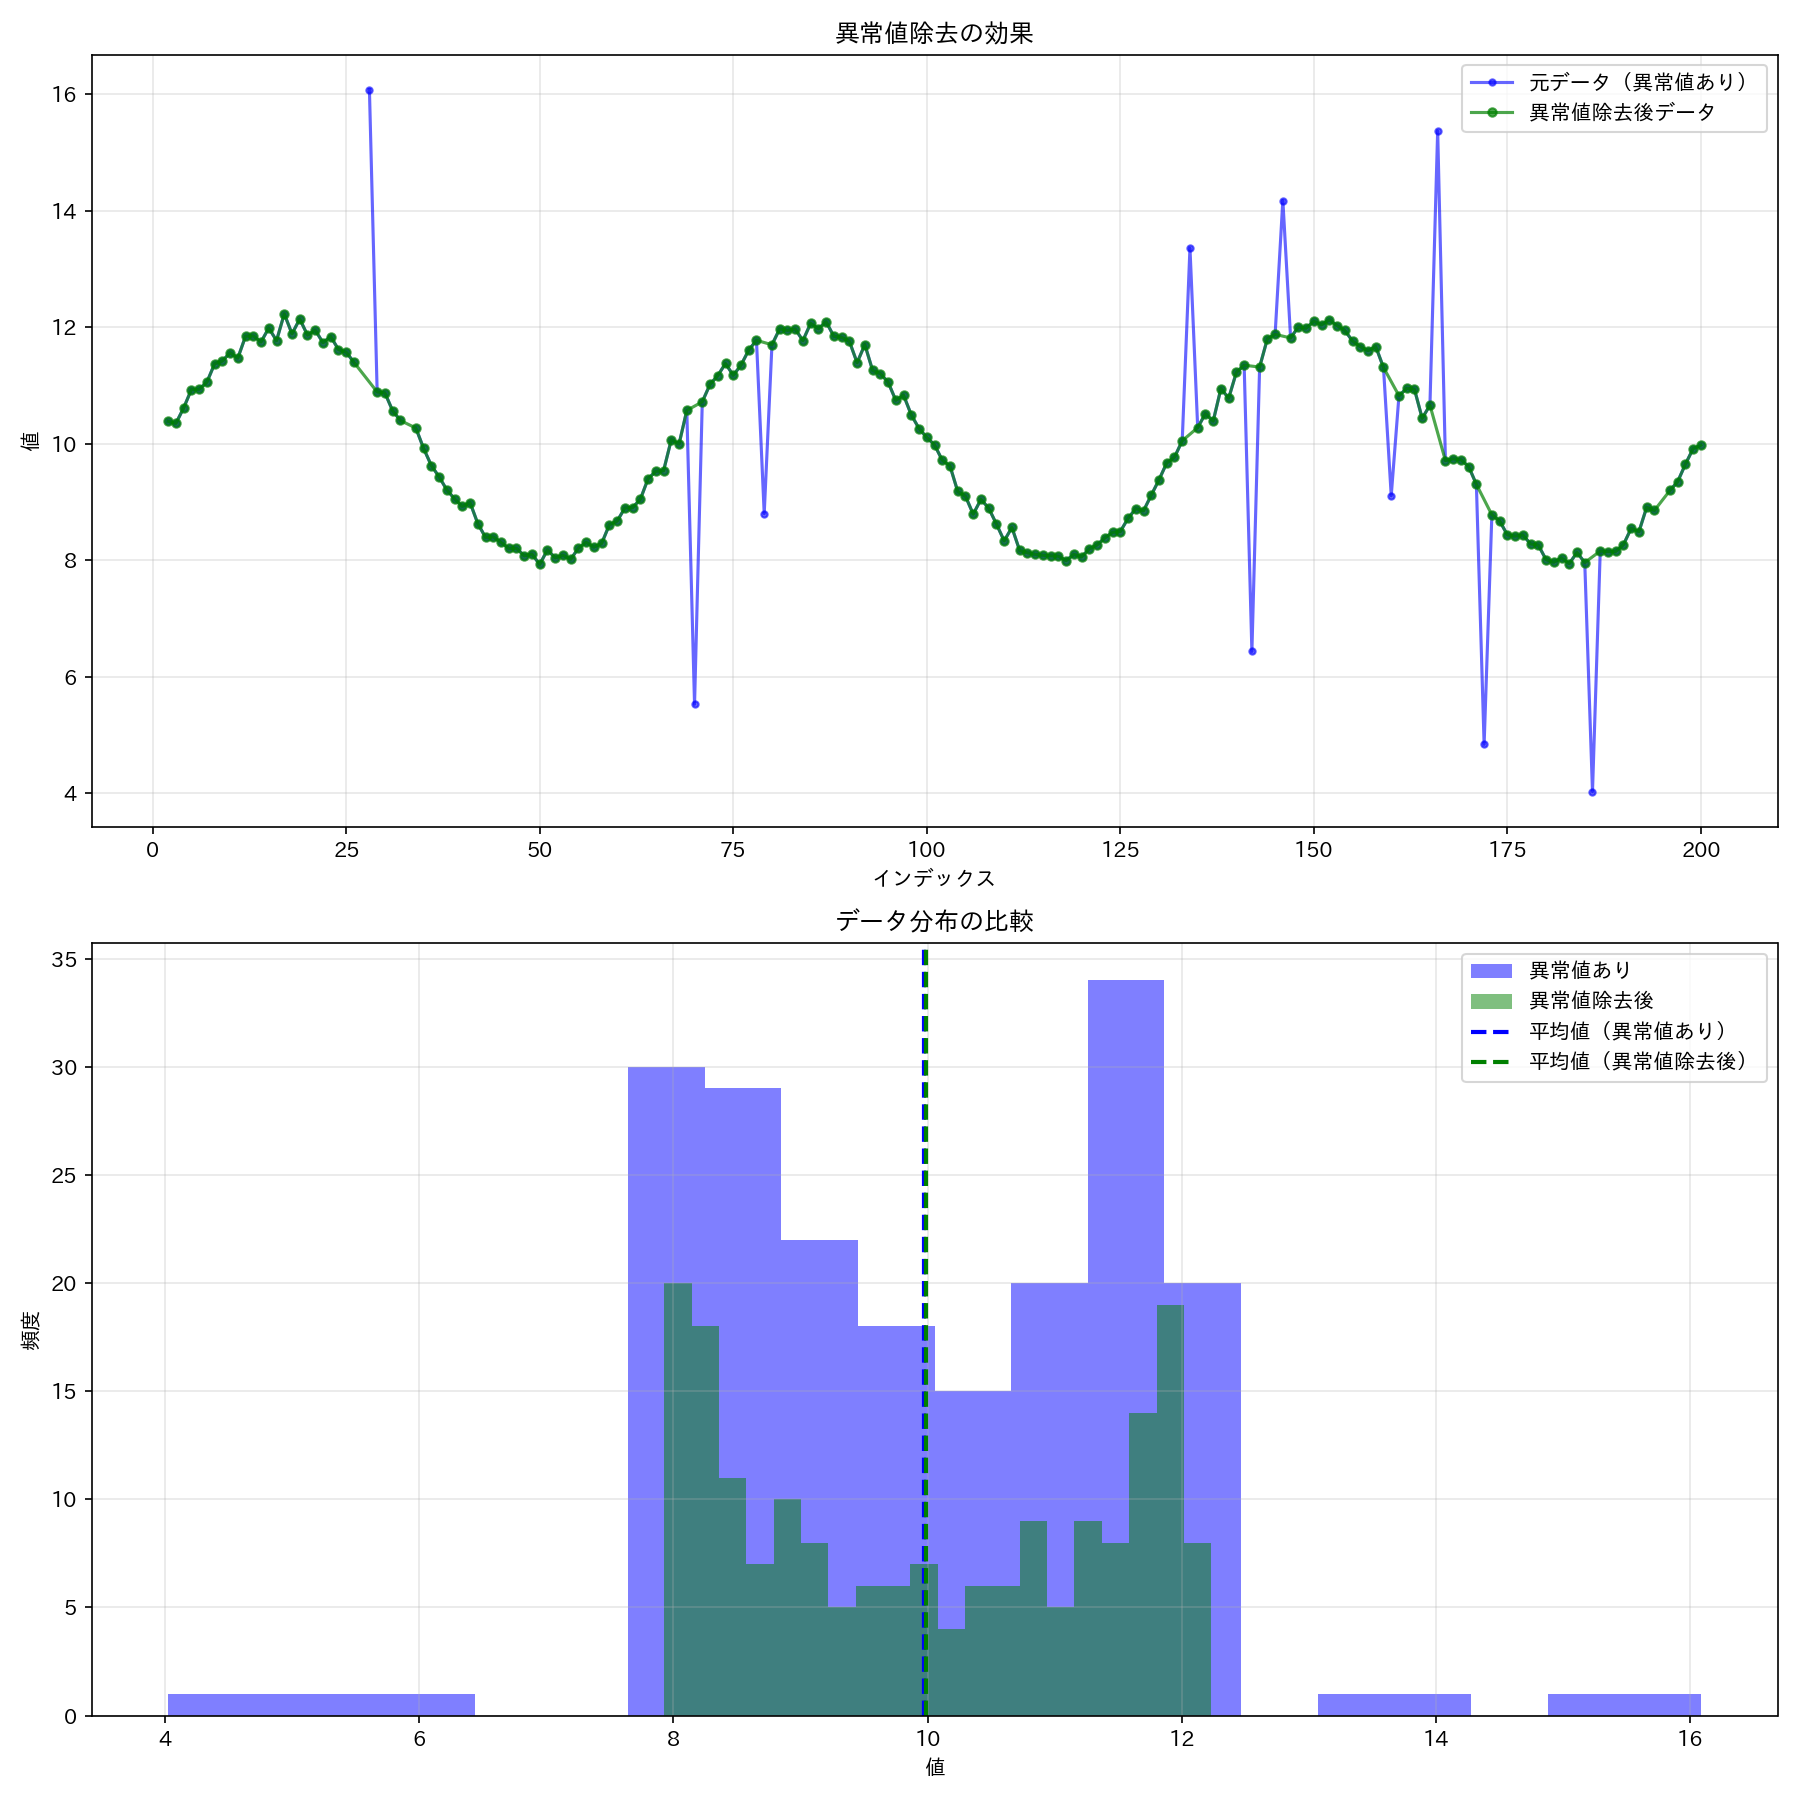 異常値除去の効果
元データ（異常値あり）
異常値除去後データ
16
14
12
10
8
6
4
値
0 25 50 75 100 125 150 175 200
インデックス
データ分布の比較
異常値あり
異常値除去後
平均値（異常値あり）
平均値（異常値除去後）
35
30
25
20
15
10
5
0
頻度
4 6 8 10 12 14 16
値